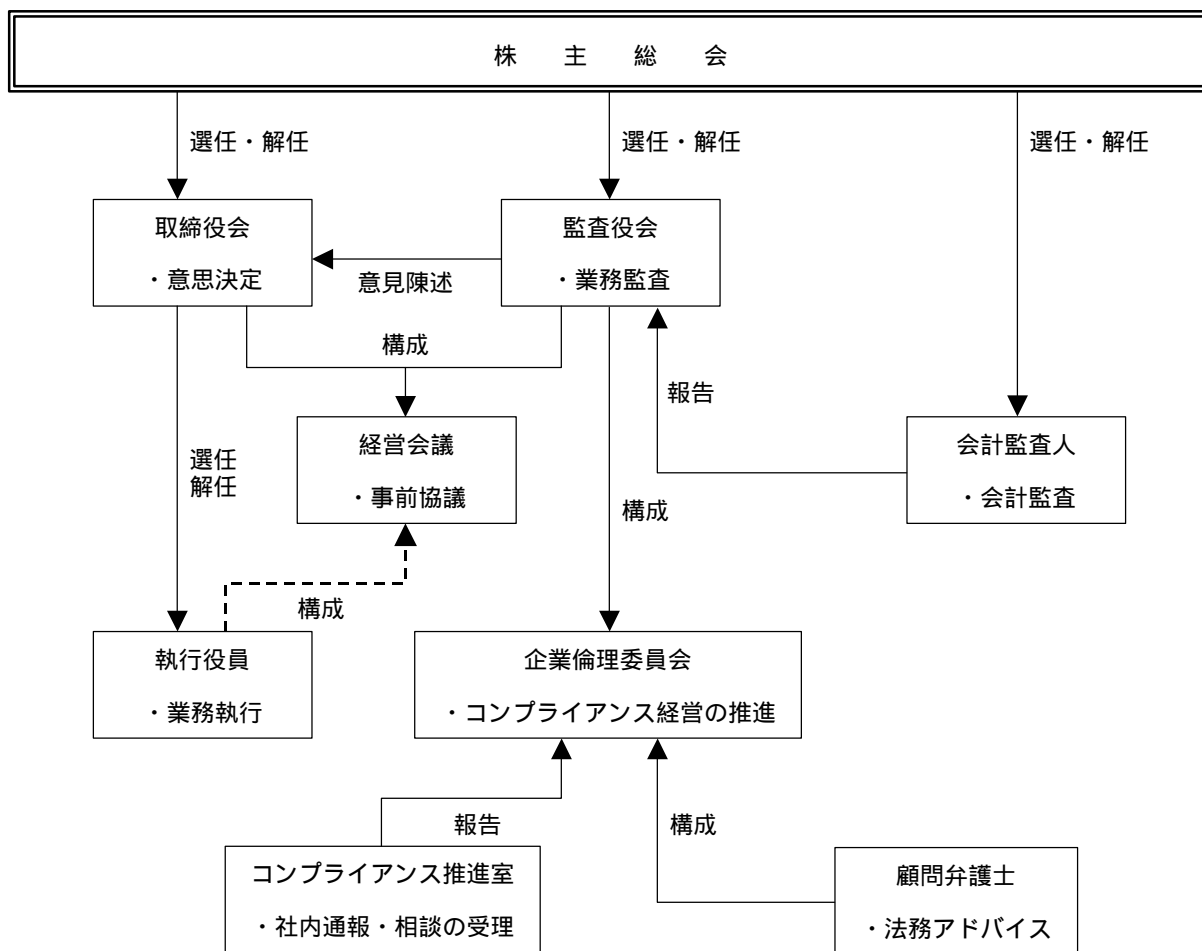 株 主 総 会
選任・解任
選任・解任
選任・解任
取締役会
・意思決定
監査役会
・業務監査
意見陳述
構成
報告
経営会議
・事前協議
会計監査人
・会計監査
選任
解任
構成
構成
執行役員
・業務執行
企業倫理委員会
・コンプライアンス経営の推進
報告
構成
コンプライアンス推進室
・社内通報・相談の受理
顧問弁護士
・法務アドバイス